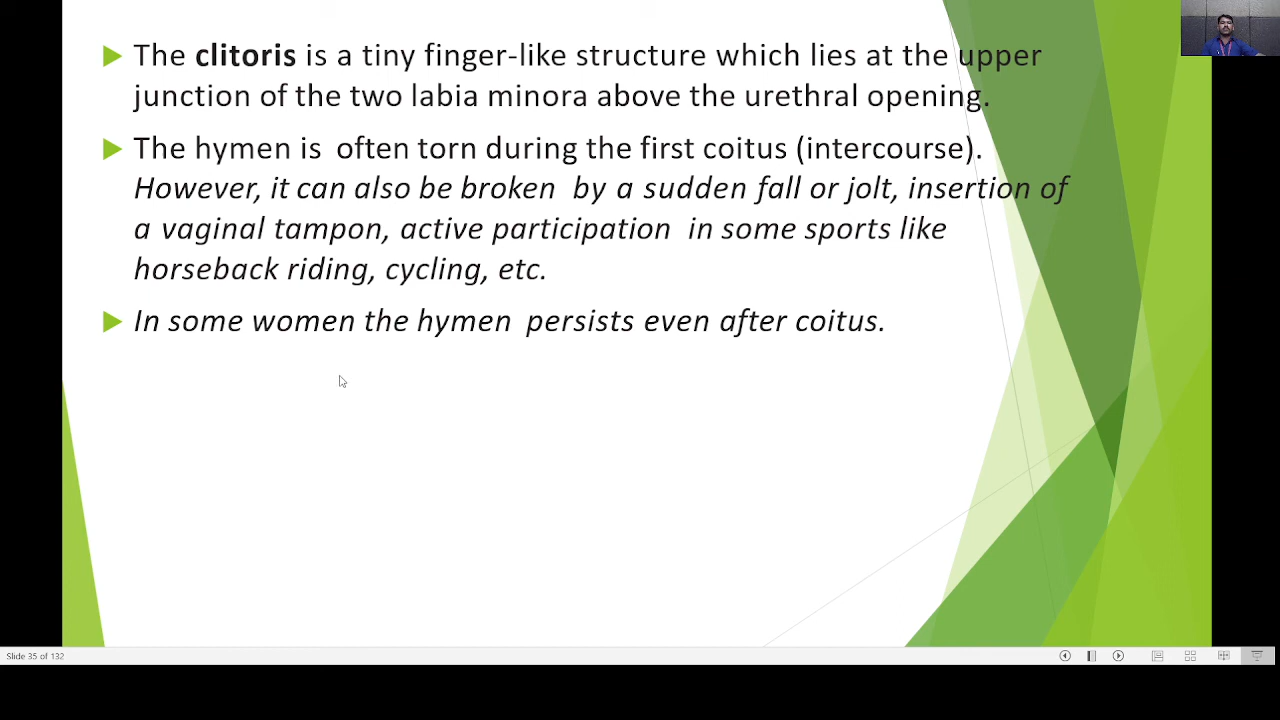 The clitoris is a tiny finger-like structure which lies at the upper
junction of the two labia minora above the urethral opening.
The hymen is often torn during the first coitus (intercourse).
However, it can also be broken by a sudden fall or jolt, insertion of
a vaginal tampon, active participation in some sports like
horseback riding, cycling, etc.
In some women the hymen persists even after coitus.
Slide 35 of 132